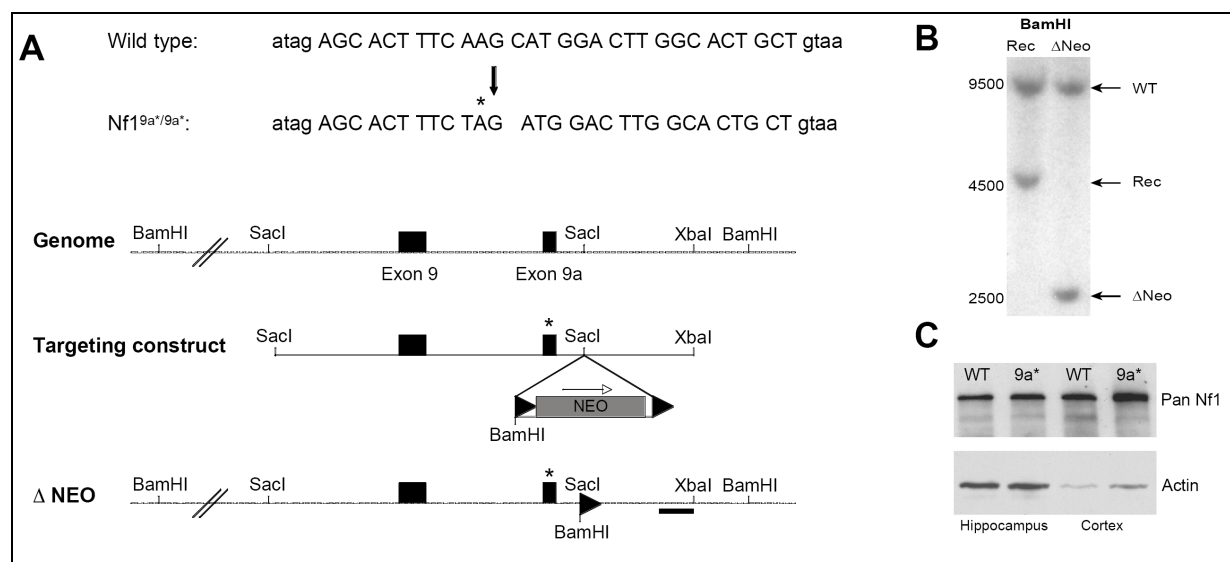 A
Wild type: atag AGC ACT TTC AAG CAT GGA CTT GGC ACT GCT gtaa
*
Nf19a*/9a*: atag AGC ACT TTC TAG ATG GAC TTG GCA CTG CT gtaa
Genome BamHI SacI SacI XbaI BamHI
Exon 9 Exon 9a
*
Targeting construct SacI SacI XbaI
NEO
BamHI
*
Δ NEO BamHI SacI SacI XbaI BamHI
BamHI
B
BamHI
Rec ΔNeo
9500 WT
4500 Rec
2500 ΔNeo
C
WT 9a* WT 9a*
Pan Nf1
Actin
Hippocampus Cortex